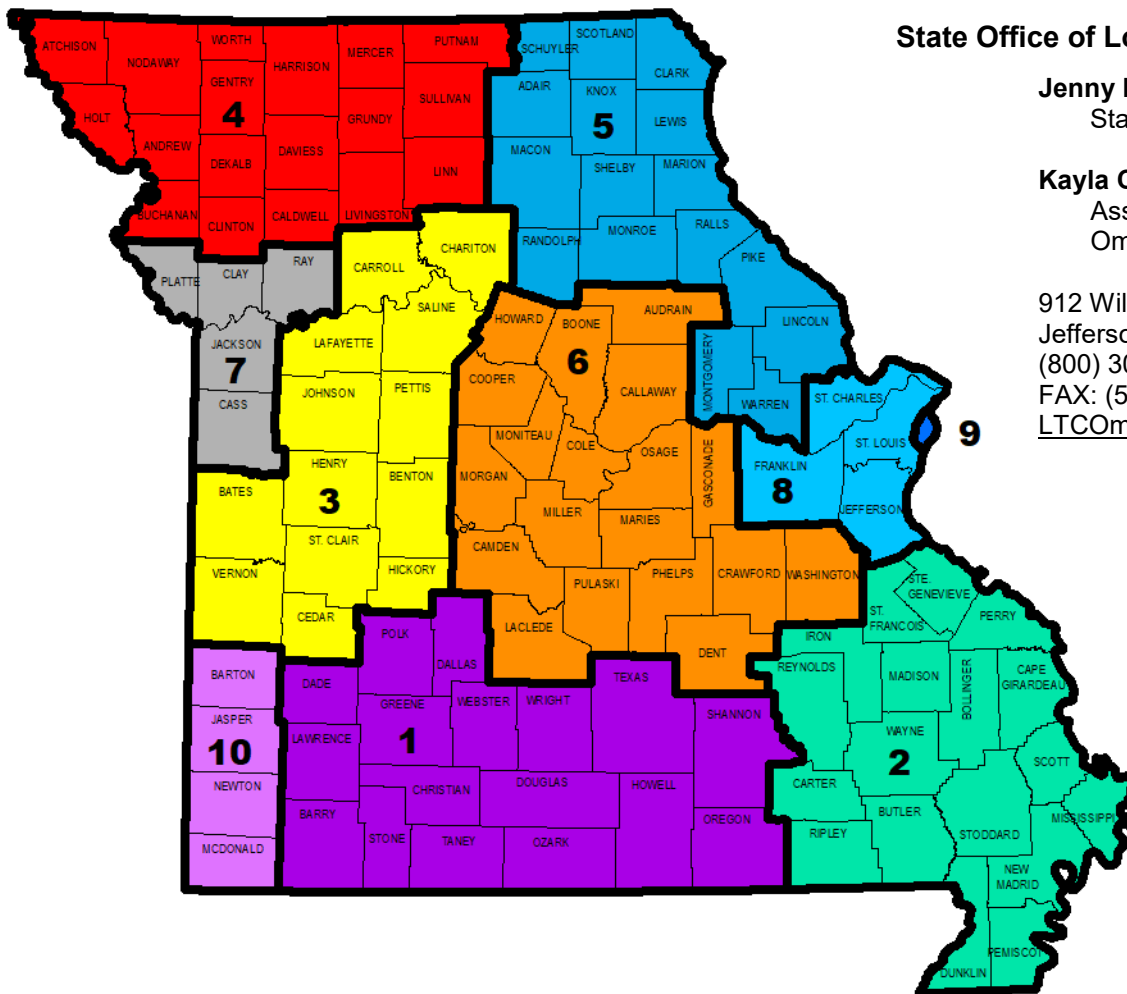 State Office of Lo
Jenny
Sta
Kayla
Ass
Om
912 Wil
Jefferso
(800) 30
FAX: (5
LTCOm
ATCHISON
NODAWAY
WORTH
GENTRY
HARRISON
MERCER
PUTNAM
SULLIVAN
HOLT
4
GRUNDY
ANDREW
DEKALB
DAVIESS
LINN
BUCHANAN
CLINTON
CALDWELL
LIVINGSTON
SCHUYLER
SCOTLAND
CLARK
ADAIR
KNOX
5
LEWIS
MACON
SHELBY
MARION
RANDOLPH
MONROE
RALLS
PIKE
LINCOLN
MONTGOMERY
WARREN
PLATTE
CLAY
RAY
JACKSON
7
CASS
CARROLL
CHARITON
SALINE
LAFAYETTE
JOHNSON
PETTIS
HENRY
3
BENTON
BATES
ST. CLAIR
VERNON
HICKORY
CEDAR
HOWARD
BOONE
AUDRAIN
6
COOPER
CALLAWAY
MONITEAU
COLE
OSAGE
GASCONADE
MORGAN
MILLER
MARIES
CAMDEN
PULASKI
PHELPS
CRAWFORD
WASHINGTON
LACLEDE
DENT
ST. CHARLES
ST. LOUIS
9
FRANKLIN
8
JEFFERSON
POLK
DALLAS
TEXAS
DADE
GREENE
WEBSTER
WRIGHT
SHANNON
LAWRENCE
1
CHRISTIAN
DOUGLAS
HOWELL
BARRY
STONE
TANEY
OZARK
OREGON
BARTON
JASPER
10
NEWTON
MCDONALD
STE.
GENEVIEVE
ST.
FRANCOIS
PERRY
IRON
REYNOLDS
MADISON
BOLLINGER
CAPE
GIRARDEAU
WAYNE
2
SCOTT
CARTER
BUTLER
MISSISSIPPI
RIPLEY
STODDARD
NEW
MADRID
PEMISCOT
DUNKLIN